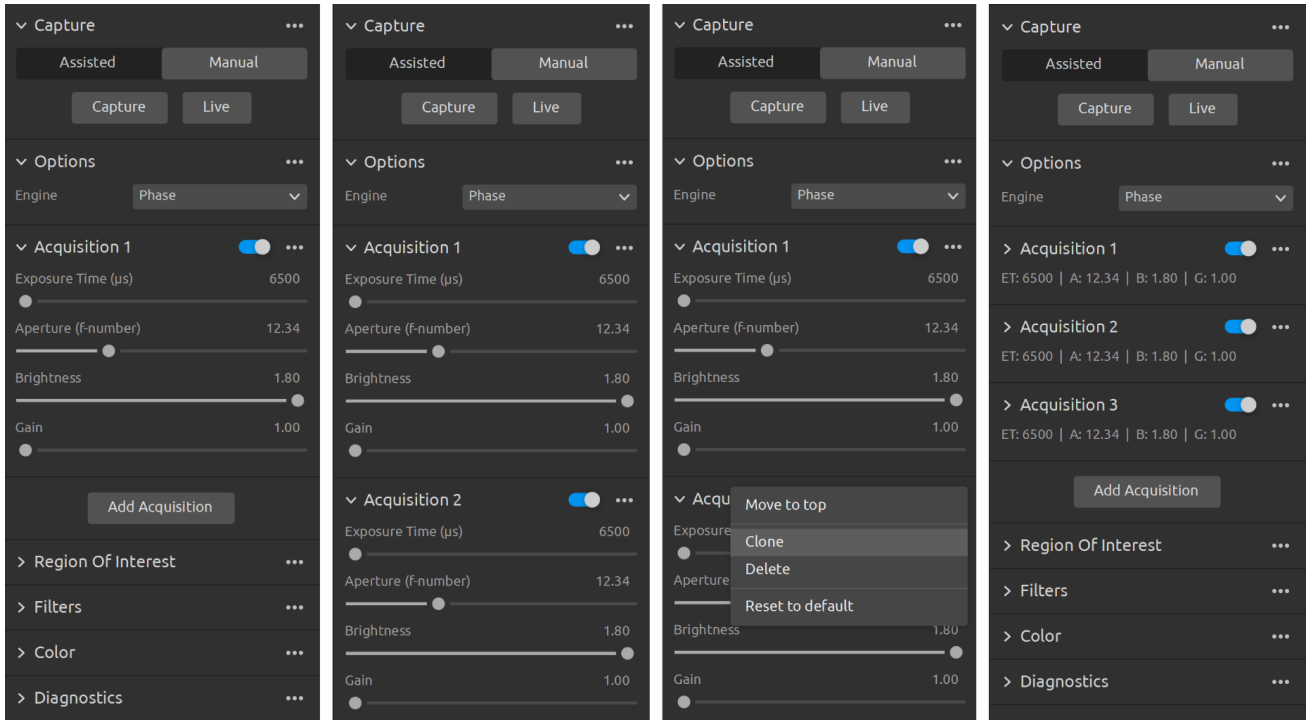 Capture
Assisted Manual
Capture Live
Options
Engine Phase
Acquisition 1
Exposure Time (µs) 6500
Aperture (f-number) 12.34
Brightness 1.80
Gain 1.00
Add Acquisition
Region Of Interest
Filters
Color
Diagnostics
Capture
Assisted Manual
Capture Live
Options
Engine Phase
Acquisition 1
Exposure Time (µs) 6500
Aperture (f-number) 12.34
Brightness 1.80
Gain 1.00
Acquisition 2
Exposure Time (µs) 6500
Aperture (f-number) 12.34
Brightness 1.80
Gain 1.00
Capture
Assisted Manual
Capture Live
Options
Engine Phase
Acquisition 1
Exposure Time (µs) 6500
Aperture (f-number) 12.34
Brightness 1.80
Gain 1.00
Acqu
Move to top
Exposure
Clone
Delete
Aperture
Reset to default
Brightness 1.80
Gain 1.00
Capture
Assisted Manual
Capture Live
Options
Engine Phase
Acquisition 1
ET: 6500 | A: 12.34 | B: 1.80 | G: 1.00
Acquisition 2
ET: 6500 | A: 12.34 | B: 1.80 | G: 1.00
Acquisition 3
ET: 6500 | A: 12.34 | B: 1.80 | G: 1.00
Add Acquisition
Region Of Interest
Filters
Color
Diagnostics